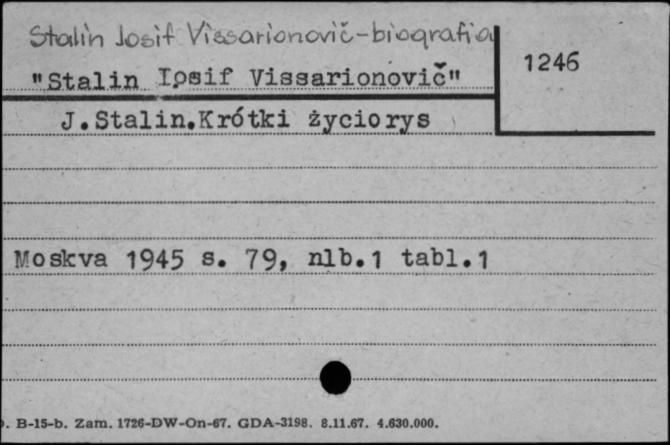 Stalin Iosif Vissarionovič-biografia
"Stalin Iosif Vissarionovič"
1246
J.Stalin.Krótki życiorys
Moskva 1945 s. 79, nlb.1 tabl.1
B-15-b. Zam. 1726-DW-On-67. GDA-3198. 8.11.67. 4.630.000.